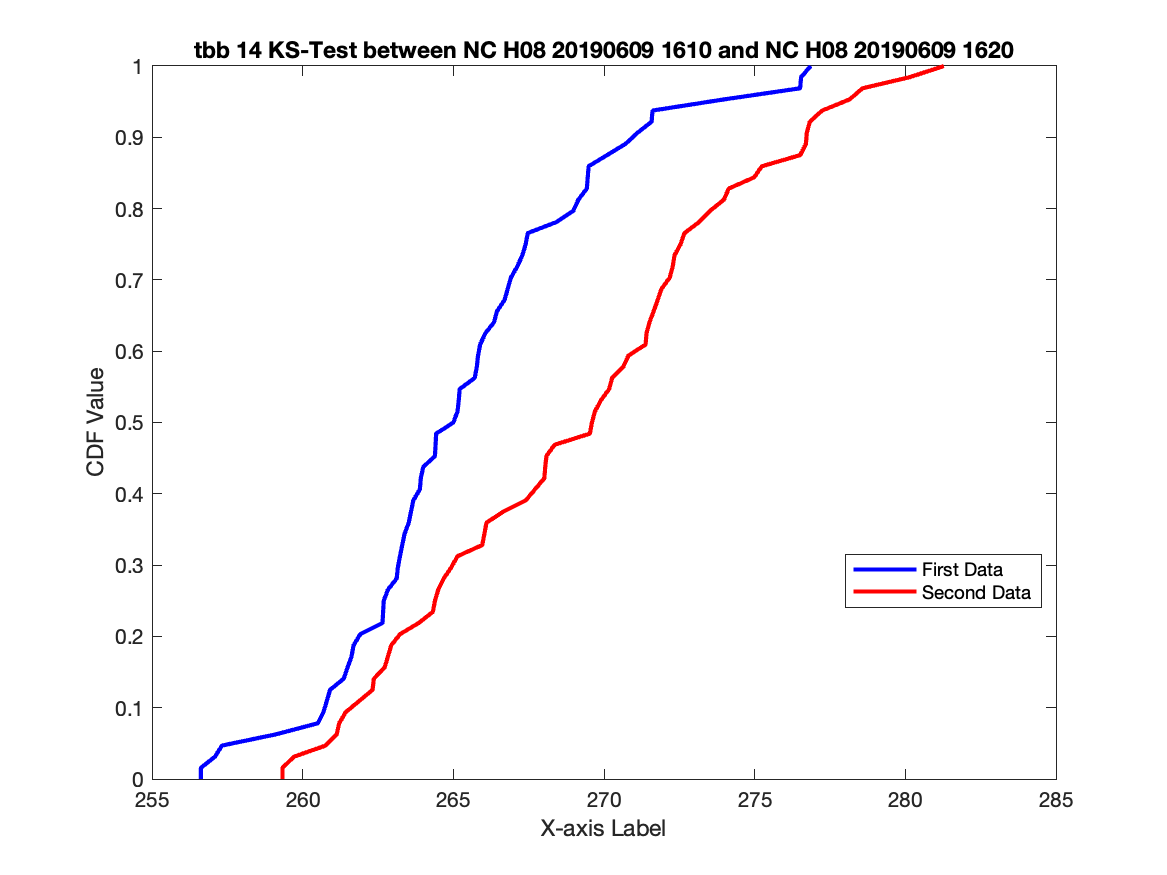 tbb 14 KS-Test between NC H08 20190609 1610 and NC H08 20190609 1620
1
0.9
0.8
0.7
0.6
0.5
0.4
0.3
0.2
0.1
0
CDF Value
First Data
Second Data
255 260 265 270 275 280 285
X-axis Label